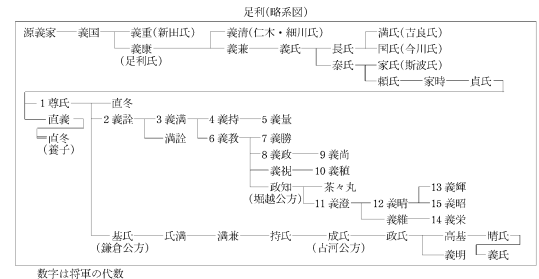 足利氏(略系図)
源義家 義国 義重(新田氏) 義清(仁木・細川氏) 満氏(吉良氏)
義康 義兼 義氏 長氏 国氏(今川氏)
(足利氏) 泰氏 家氏(斯波氏)
頼氏 家時 貞氏
1 尊氏 直冬
直義 2 義詮 3 義満 4 義持 5 義量
直冬 満詮 6 義教 7 義勝
(養子) 8 義政 9 義尚
義視 10 義稙
政知 茶々丸 13 義輝
(堀越公方) 11 義澄 12 義晴 15 義昭
義維 14 義栄
基氏 氏満 満兼 持氏 成氏 政氏 高基 晴氏
(鎌倉公方) (古河公方) 義明 義氏
数字は将軍の代数